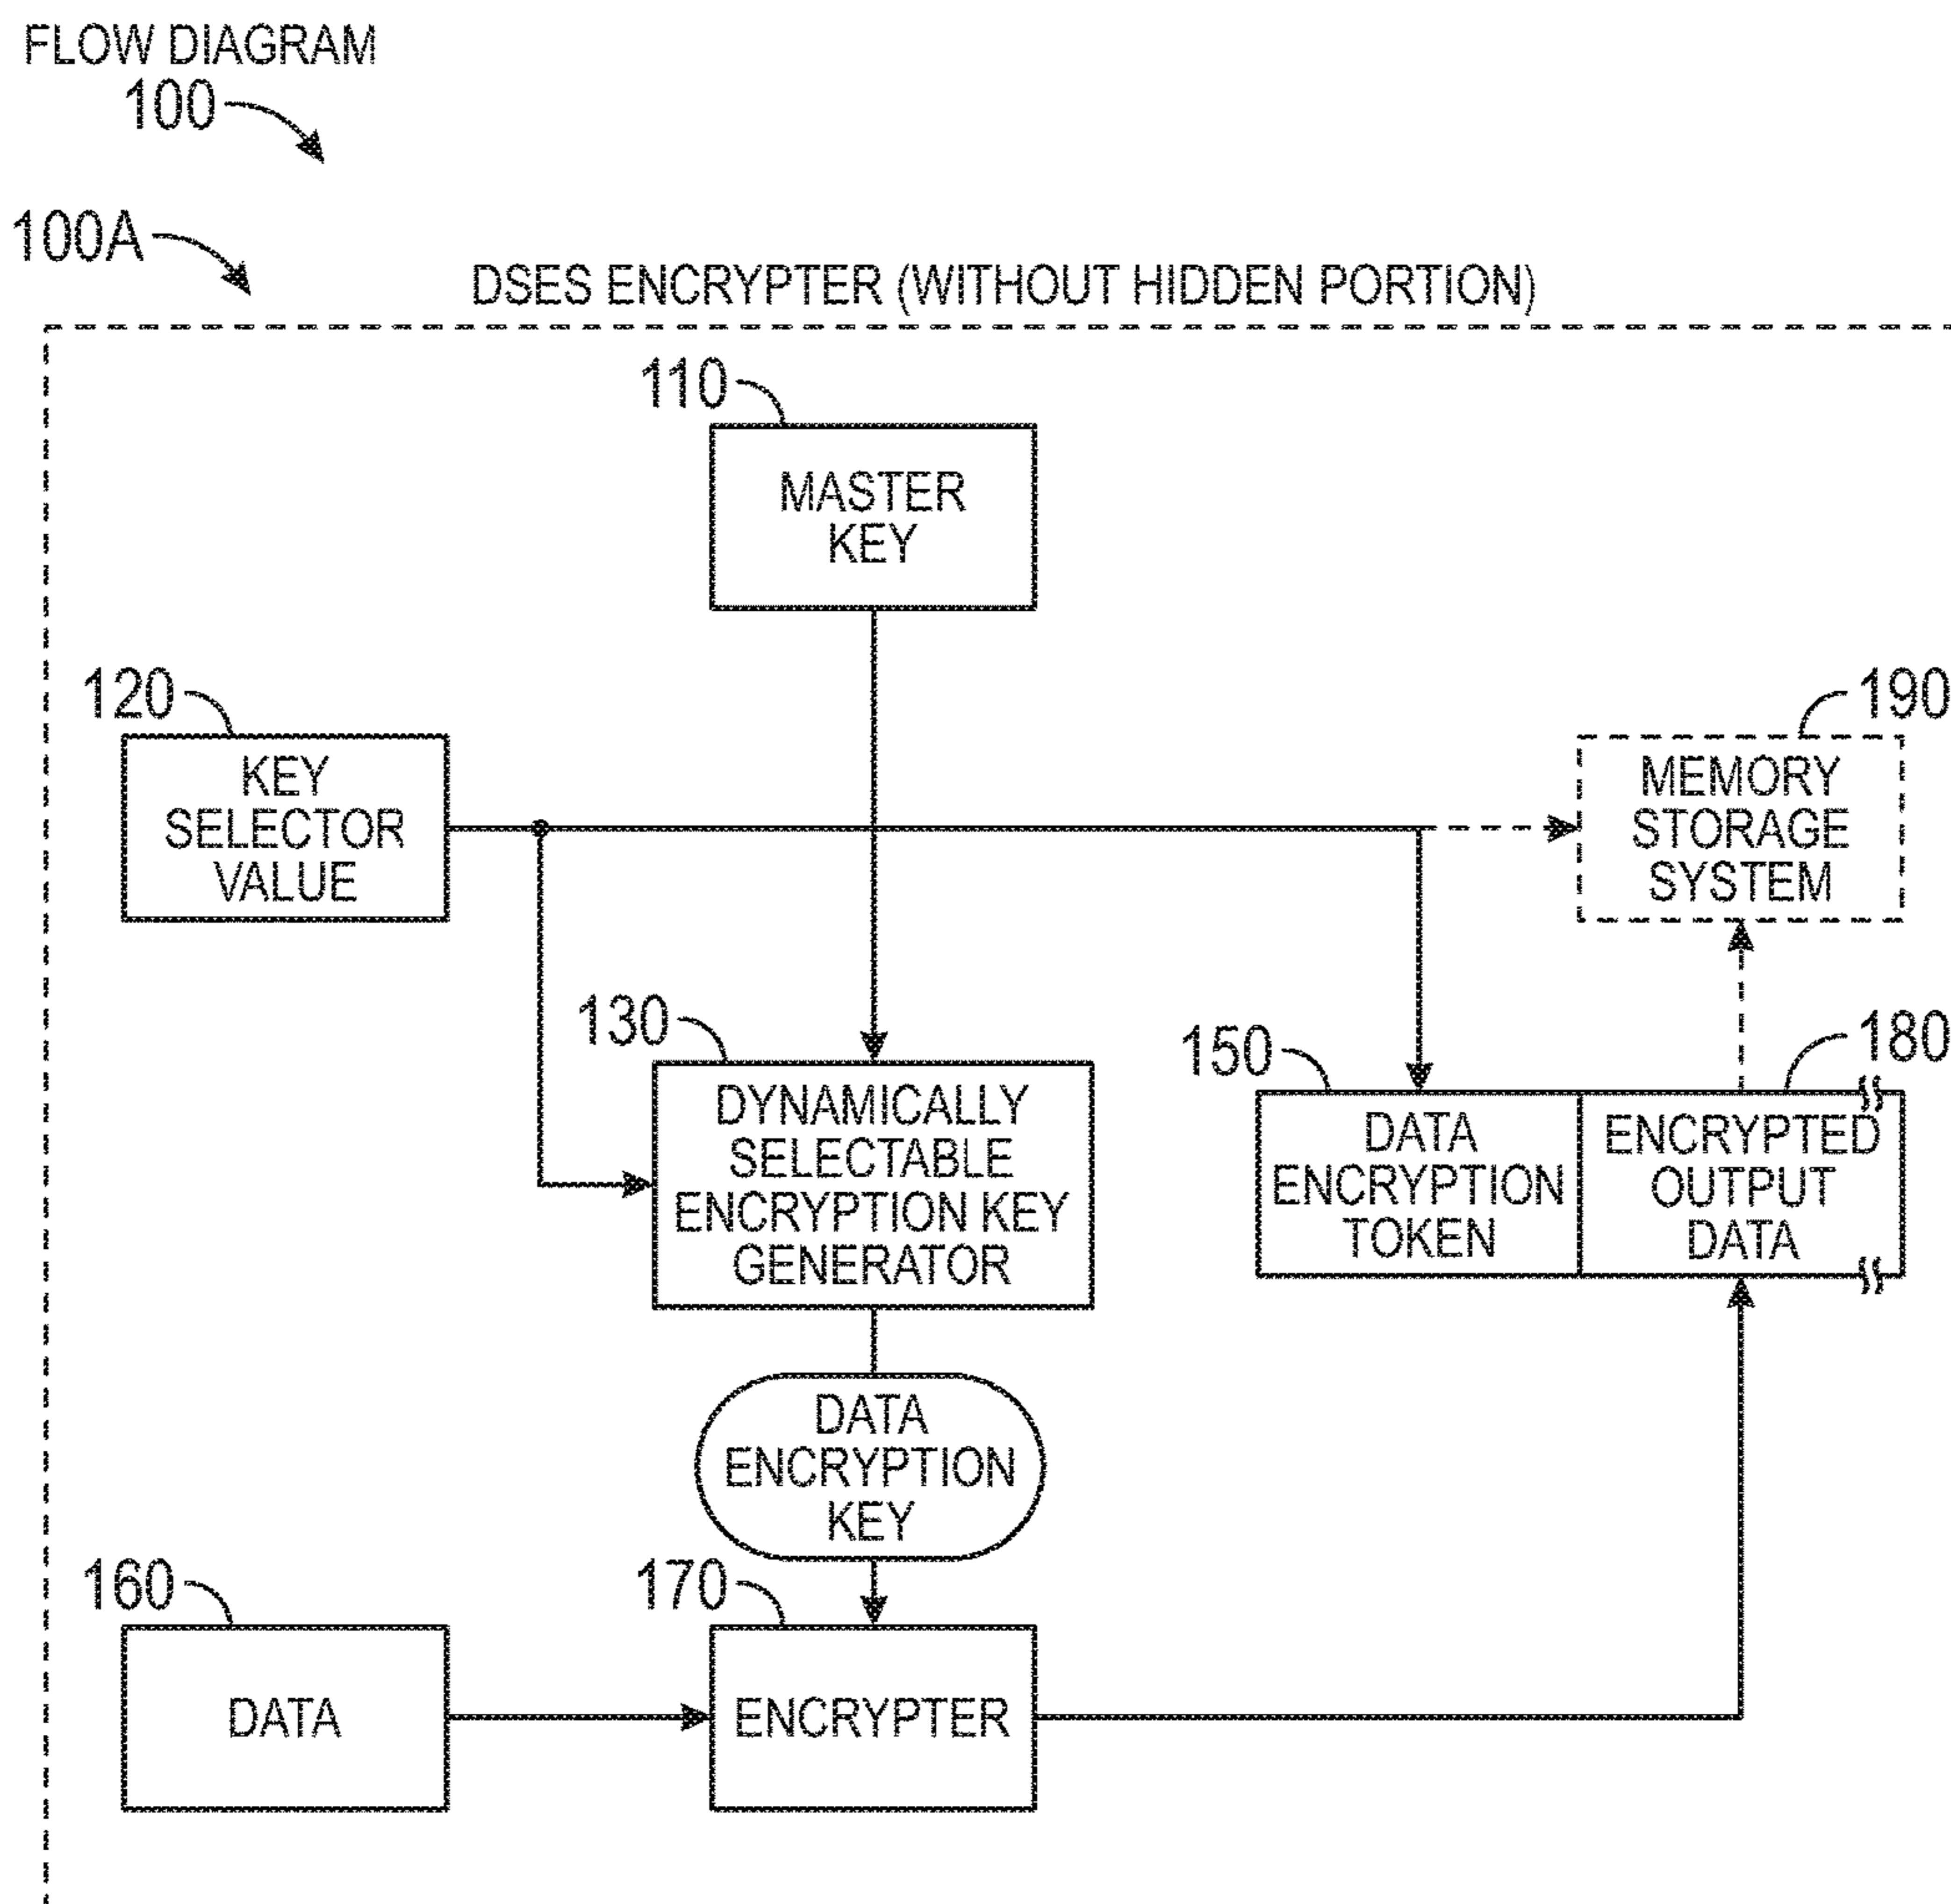 FLOW DIAGRAM
100
100A
DSES ENCRYPTER (WITHOUT HIDDEN PORTION)
110
MASTER
KEY
120
KEY
SELECTOR
VALUE
190
MEMORY
STORAGE
SYSTEM
130
DYNAMICALLY
SELECTABLE
ENCRYPTION KEY
GENERATOR
150
DATA
ENCRYPTION
TOKEN
180
ENCRYPTED
OUTPUT
DATA
DATA
ENCRYPTION
KEY
160
DATA
170
ENCRYPTER